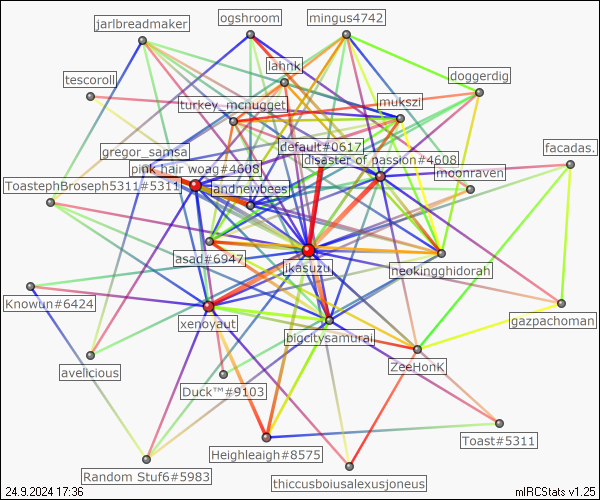 ogshroom
mingus4742
jarlbreadmaker
lahnk
tescoroll
doggerdig
turkey_mcnugget
mukszi
default#0617
facadas.
gregor_samsa
disaster of passion#4608
pink hair woag#4608
moonraven
ToastephBroseph5311#5311
landnewbees
asad#6947
Ikasuzu
neokingghidorah
Knowun#6424
xenoyaut
gazpachoman
bigcitysamurai
avelicious
ZeeHonK
Duck™#9103
Toast#5311
Heighleaigh#8575
Random Stuf6#5983
thiccusboiusalexusjoneus
24.9.2024 17:36
mIRCStats v1.25